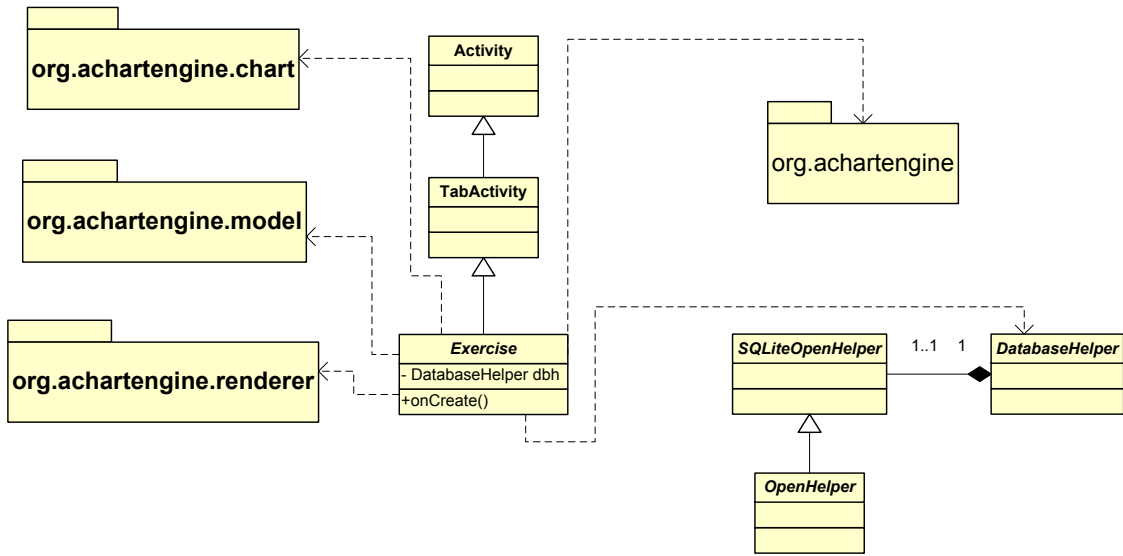 org.achartengine.chart
Activity
org.achartengine
org.achartengine.model
TabActivity
org.achartengine.renderer
Exercise
- DatabaseHelper dbh
+onCreate()
SQLiteOpenHelper
1..1 1
DatabaseHelper
OpenHelper